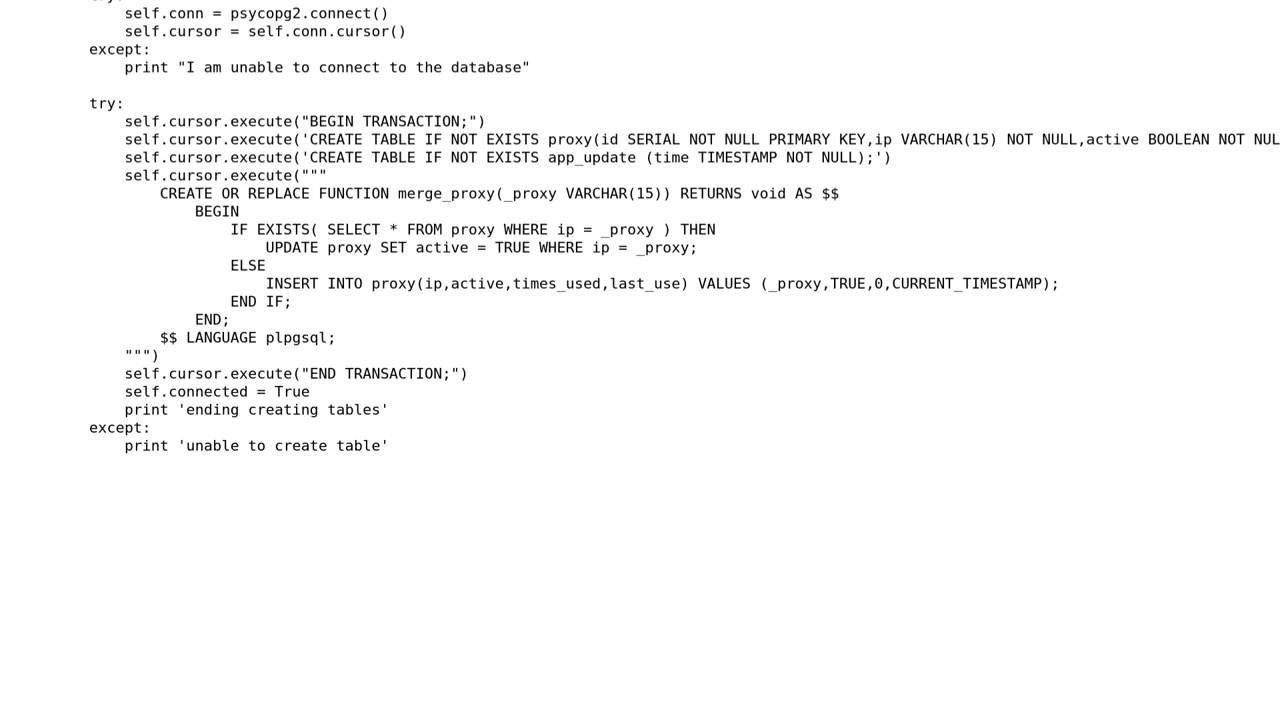 self.conn = psycopg2.connect()
self.cursor = self.conn.cursor()
except:
print "I am unable to connect to the database"
try:
self.cursor.execute("BEGIN TRANSACTION;")
self.cursor.execute('CREATE TABLE IF NOT EXISTS proxy(id SERIAL NOT NULL PRIMARY KEY,ip VARCHAR(15) NOT NULL,active BOOLEAN NOT NUL
self.cursor.execute('CREATE TABLE IF NOT EXISTS app_update (time TIMESTAMP NOT NULL);')
self.cursor.execute("""
CREATE OR REPLACE FUNCTION merge_proxy(_proxy VARCHAR(15)) RETURNS void AS $$
BEGIN
IF EXISTS( SELECT * FROM proxy WHERE ip = _proxy ) THEN
UPDATE proxy SET active = TRUE WHERE ip = _proxy;
ELSE
INSERT INTO proxy(ip,active,times_used,last_use) VALUES (_proxy,TRUE,0,CURRENT_TIMESTAMP);
END IF;
END;
$$ LANGUAGE plpgsql;
""")
self.cursor.execute("END TRANSACTION;")
self.connected = True
print 'ending creating tables'
except:
print 'unable to create table'